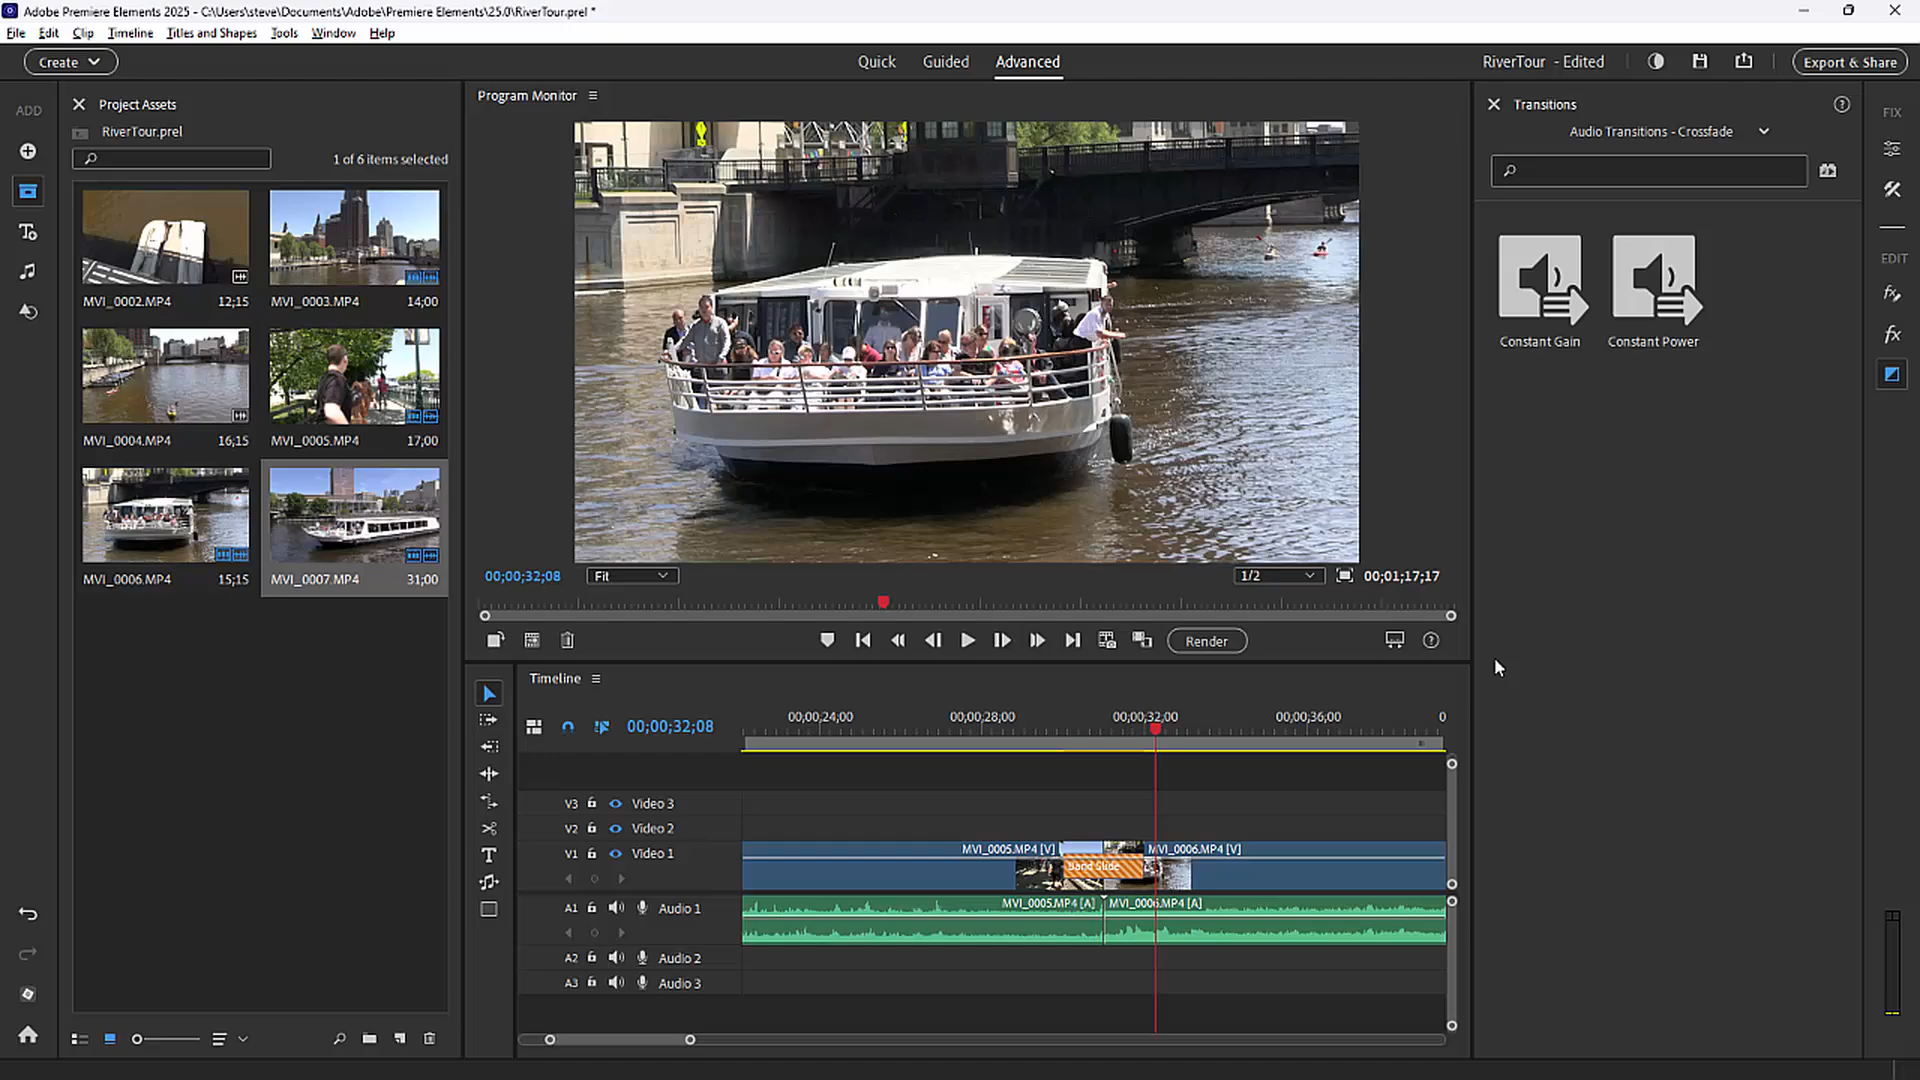 Adobe Premiere Elements 2025 - C:\Users\steve\Documents\Adobe\Premiere Elements\25.0\RiverTour.prel *
File Edit Clip Timeline Titles and Shapes Tools Window Help
Create Quick Guided Advanced RiverTour - Edited Export & Share
ADD
Project Assets
RiverTour.prel
1 of 6 items selected
MVI_0002.MP4 12;15
MVI_0003.MP4 14;00
MVI_0004.MP4 16;15
MVI_0005.MP4 17;00
MVI_0006.MP4 15;15
MVI_0007.MP4 31;00
Program Monitor
00;00;32;08 Fit 1/2 00;01;17;17
Render
Transitions
Audio Transitions - Crossfade
Constant Gain
Constant Power
FIX
EDIT
Timeline
00;00;32;08
00;00;24;00 00;00;28;00 00;00;32;00 00;00;36;00 0
V3 Video 3
V2 Video 2
V1 Video 1
MVI_0005.MP4 [V] MVI_0006.MP4 [V]
Band Slide
A1 Audio 1
MVI_0005.MP4 [A] MVI_0006.MP4 [A]
A2 Audio 2
A3 Audio 3